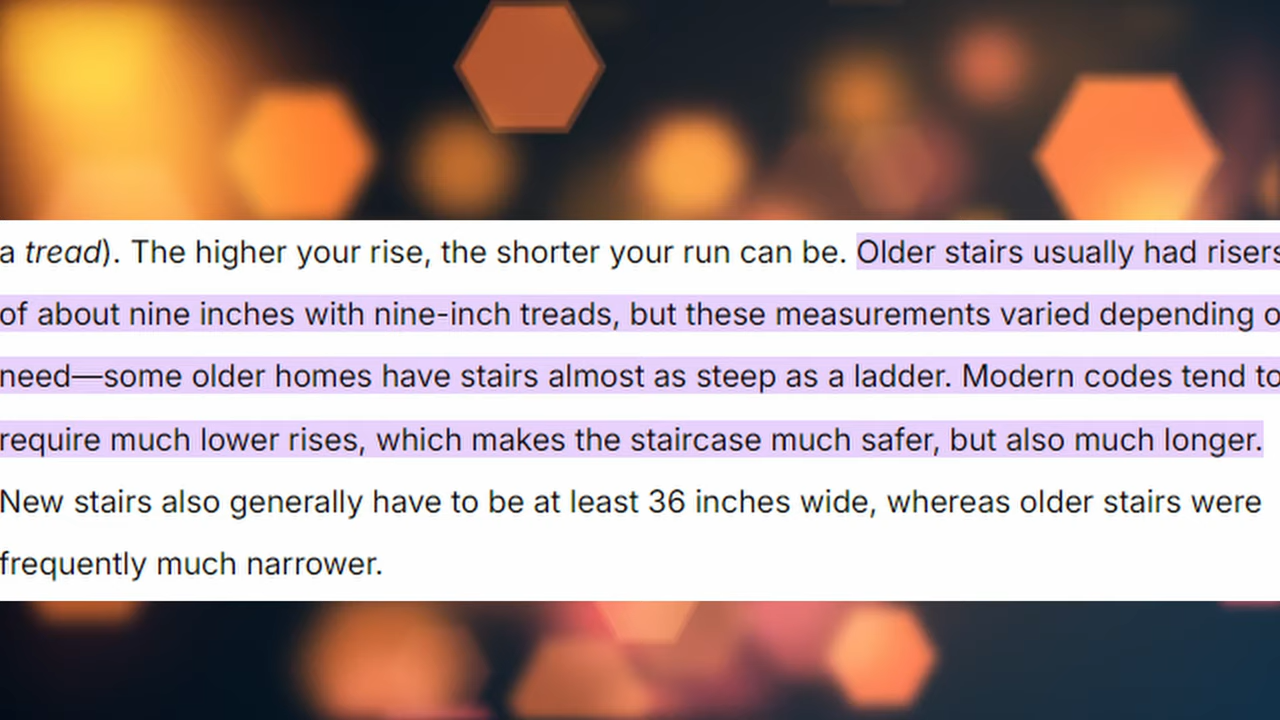 a tread). The higher your rise, the shorter your run can be. Older stairs usually had risers
of about nine inches with nine-inch treads, but these measurements varied depending o
need—some older homes have stairs almost as steep as a ladder. Modern codes tend to
require much lower rises, which makes the staircase much safer, but also much longer.
New stairs also generally have to be at least 36 inches wide, whereas older stairs were
frequently much narrower.